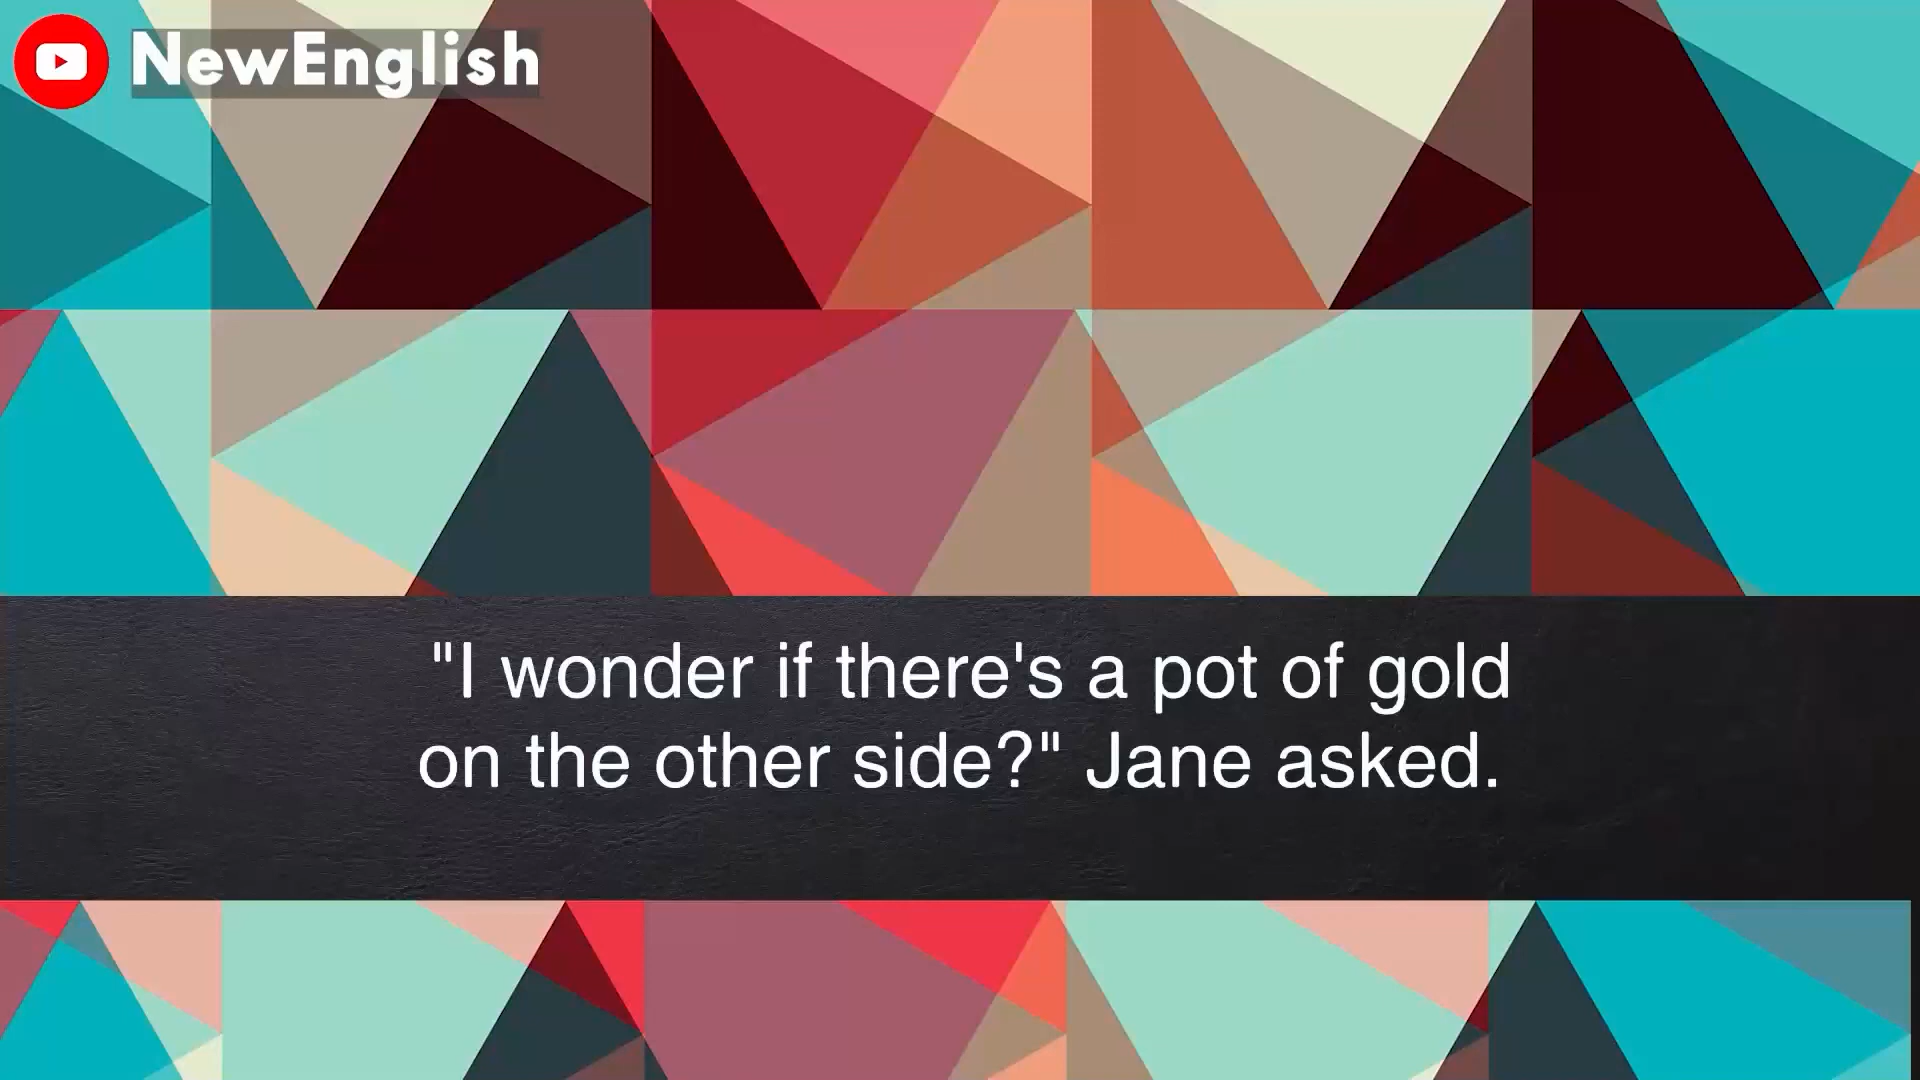 NewEnglish
"I wonder if there's a pot of gold
on the other side?" Jane asked.